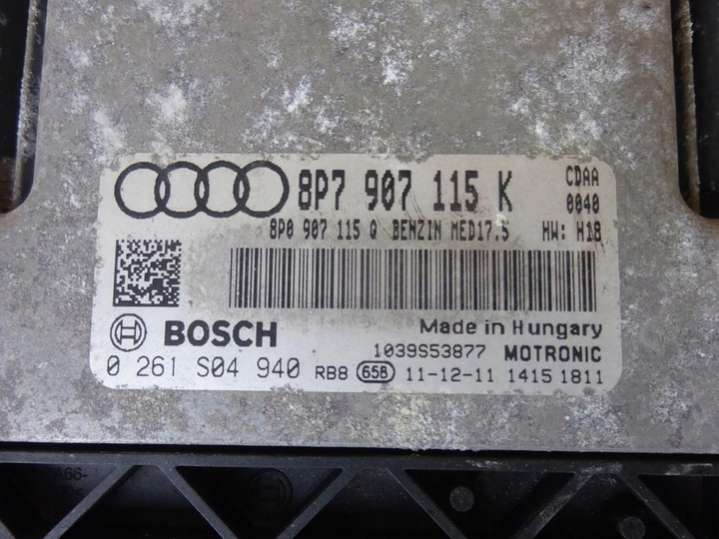 8P7 907 115 K CDAA
0040
8P0 907 115 Q BENZIN MED17.5 HW: H18
BOSCH Made in Hungary
1039S53877 MOTRONIC
0 261 S04 940 RB8 656 11-12-11 1415 1811